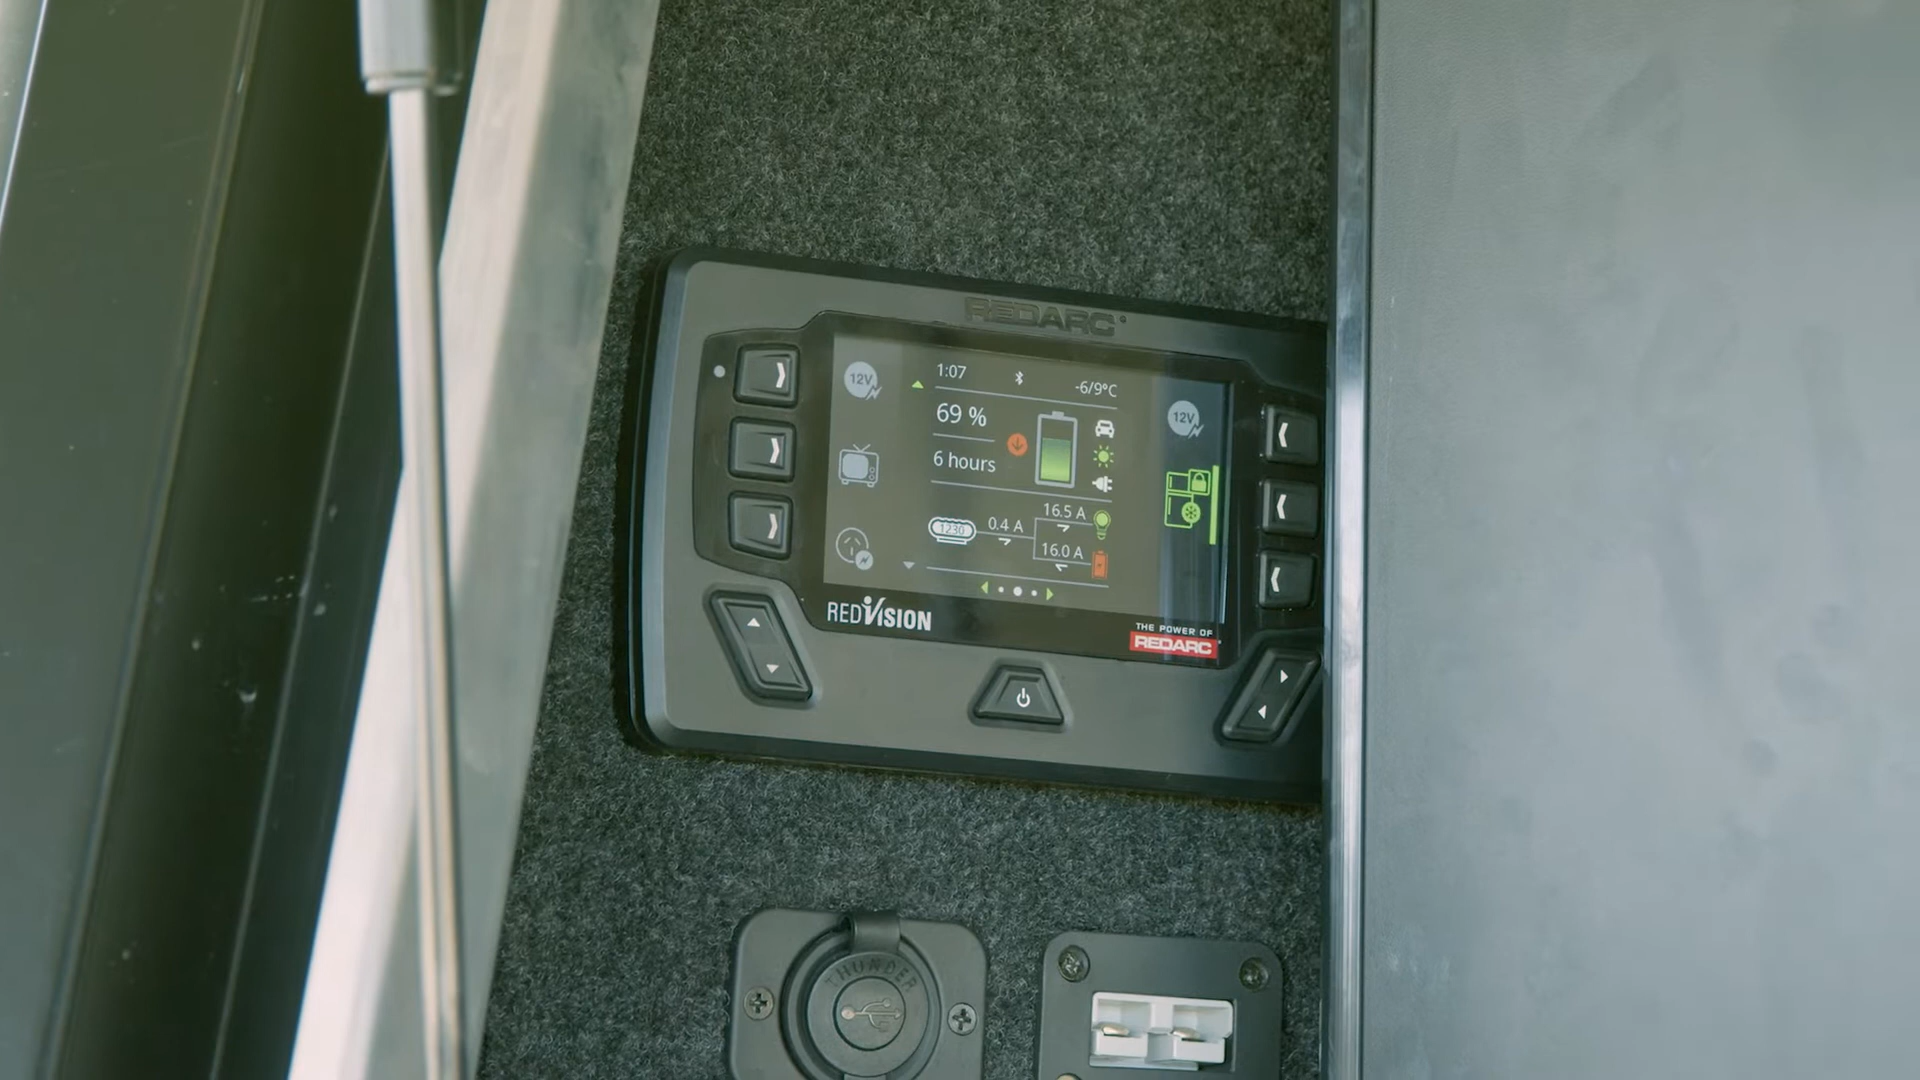 REDARC®
12V
1:07
-6/9°C
12V
69 %
6 hours
16.5 A
1230
0.4 A
16.0 A
REDVISION
THE POWER OF
REDARC
THUNDER